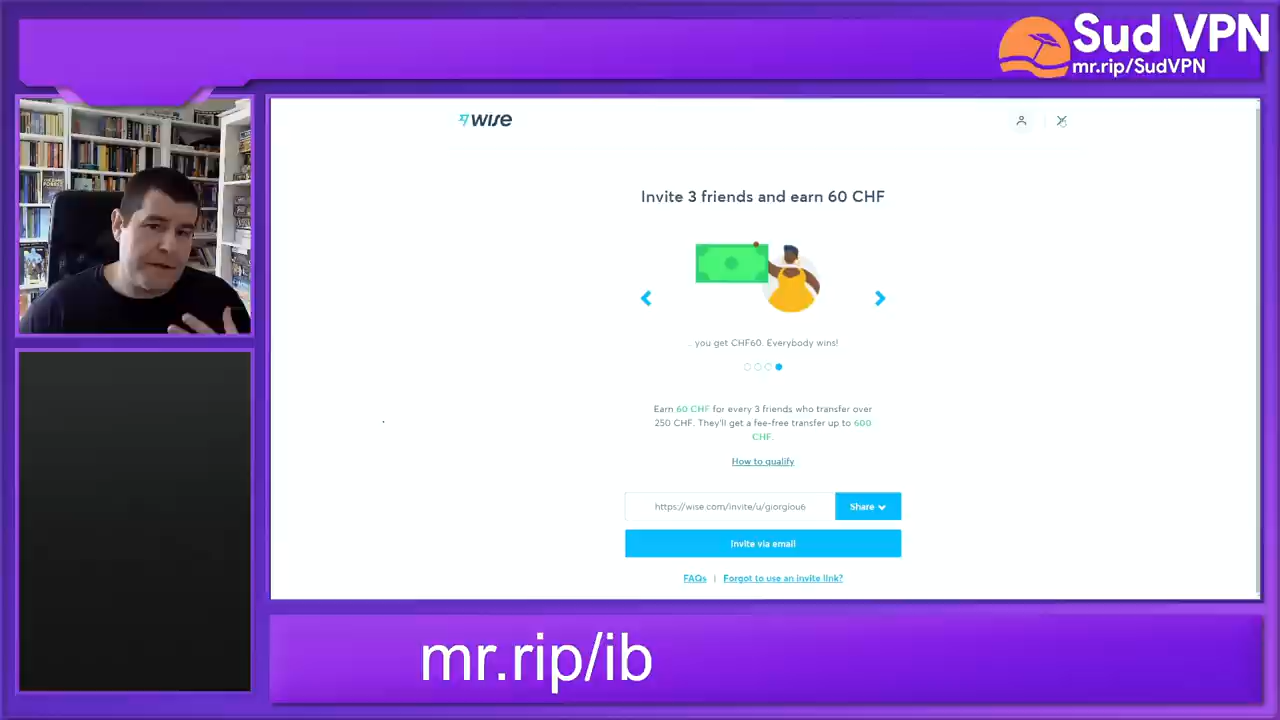 Sud VPN
mr.rip/SudVPN
wise
Invite 3 friends and earn 60 CHF
... you get CHF60. Everybody wins!
Earn 60 CHF for every 3 friends who transfer over
250 CHF. They'll get a fee-free transfer up to 600
CHF.
How to qualify
https://wise.com/invite/u/giorgiou6
Share
Invite via email
FAQs | Forgot to use an invite link?
mr.rip/ib